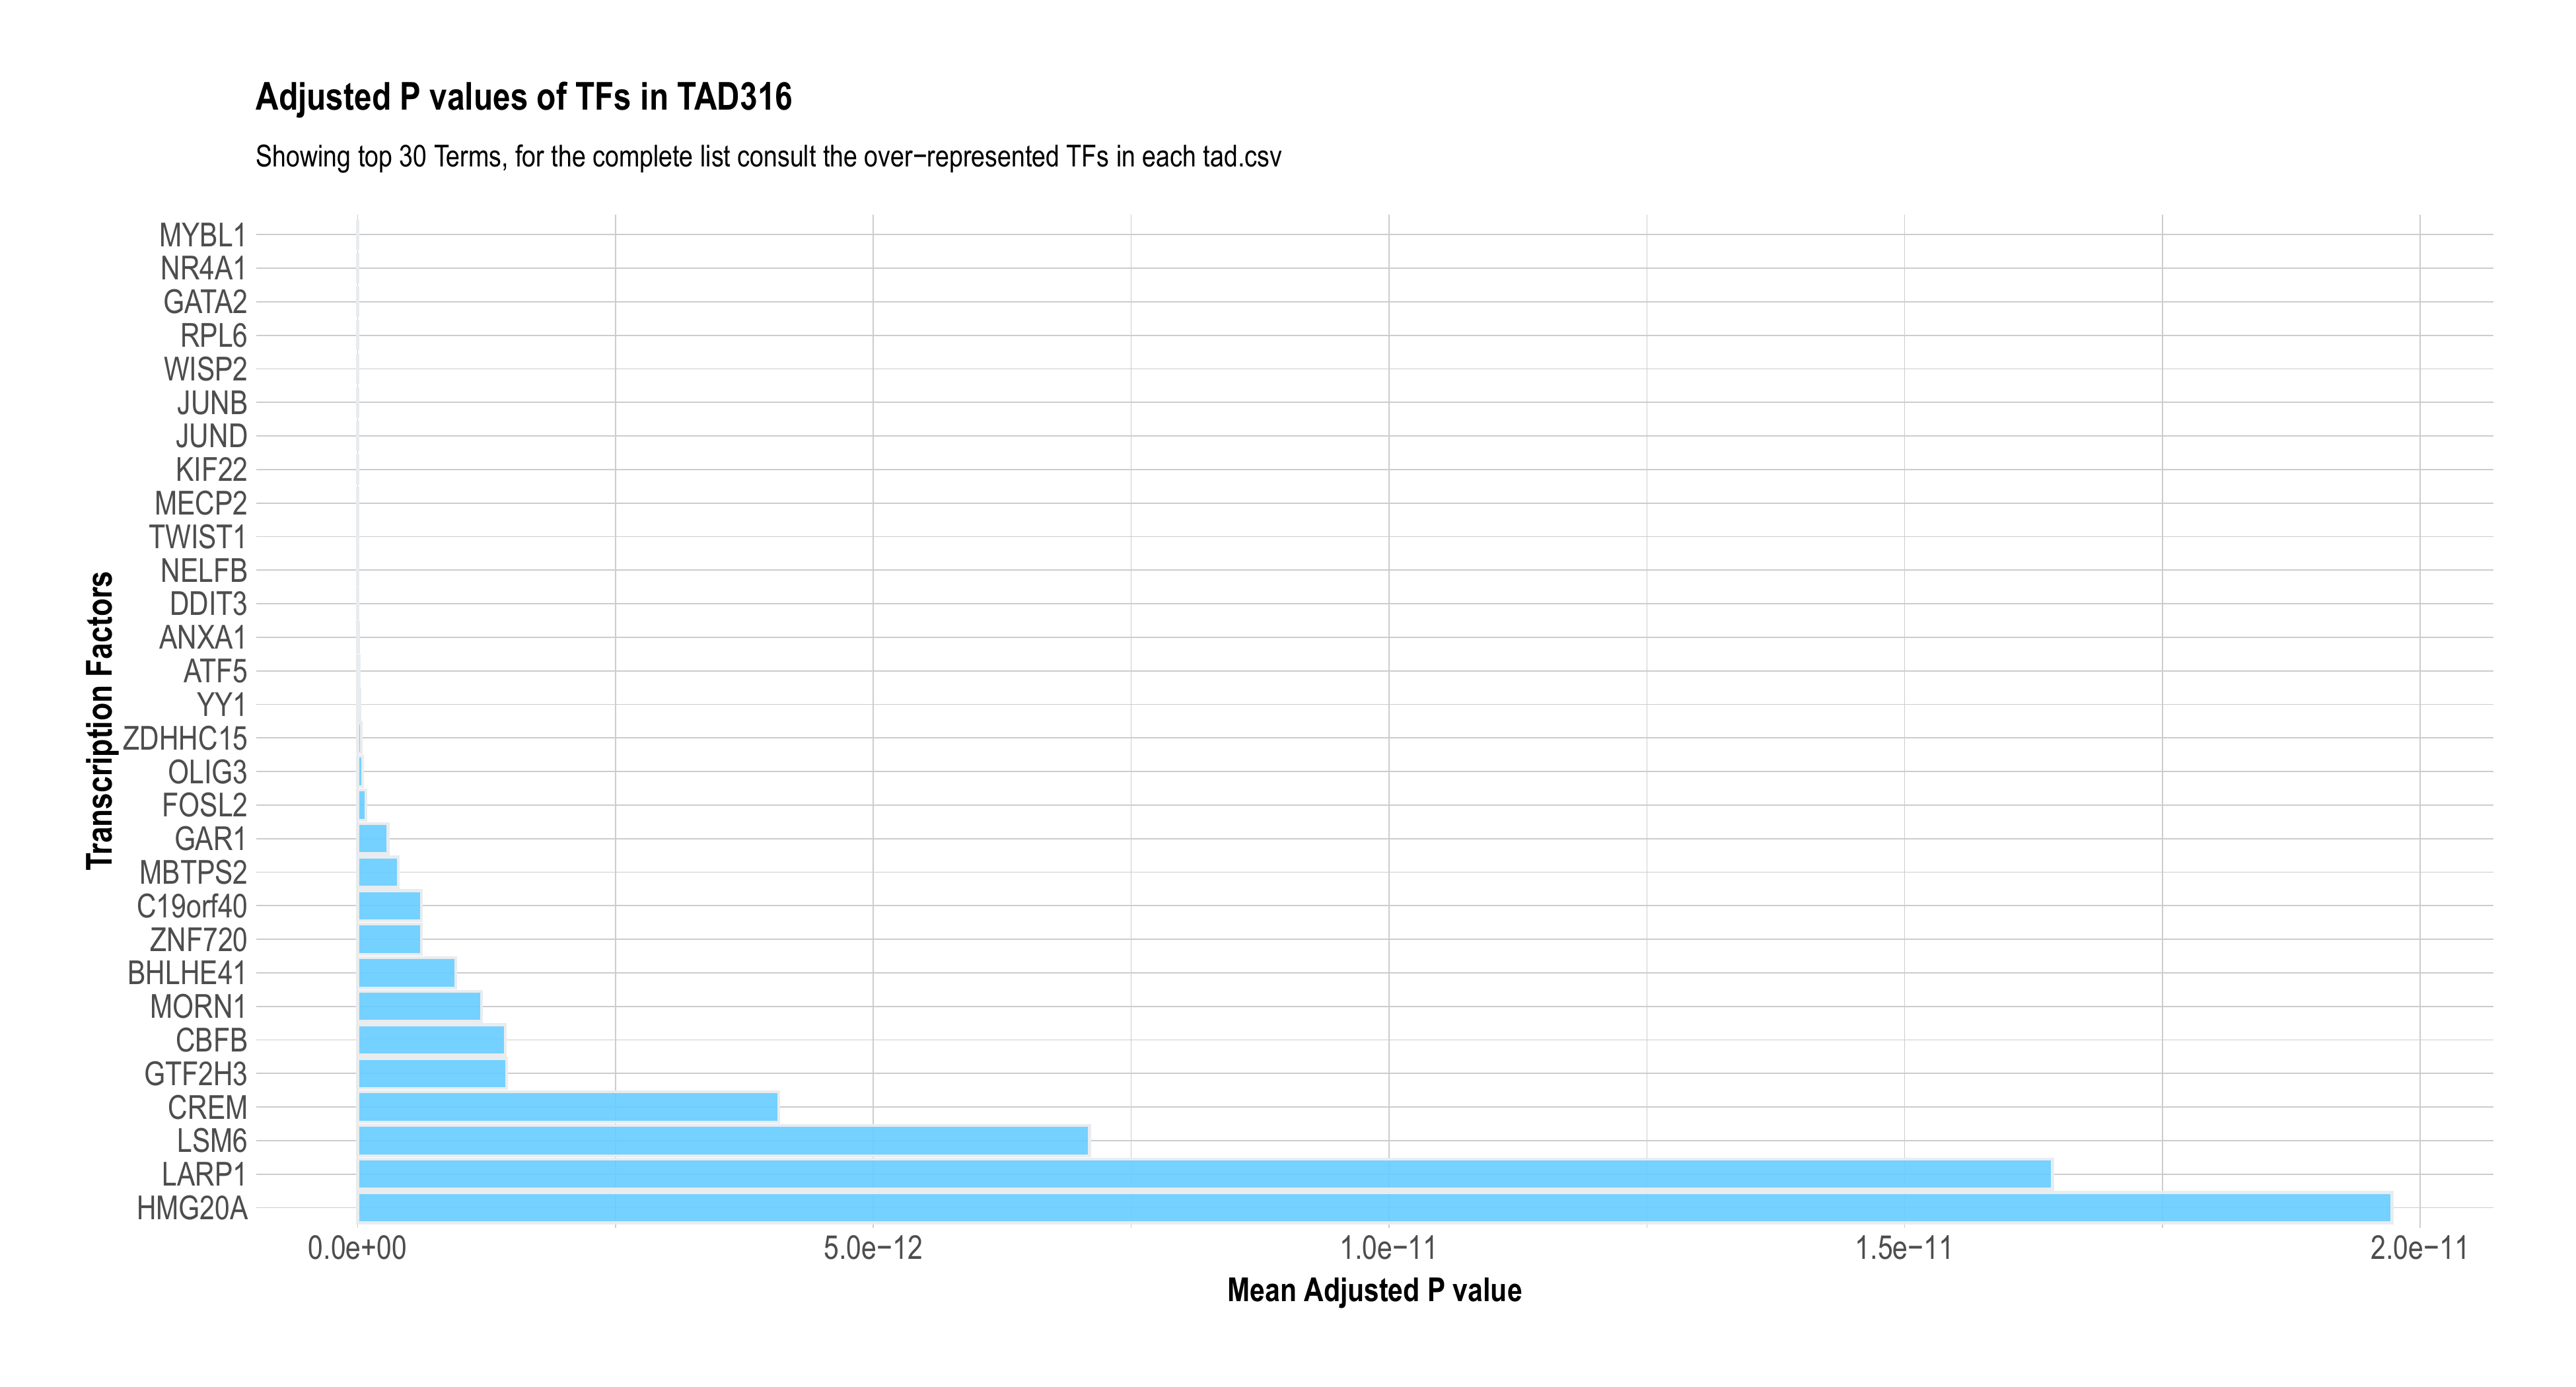 Adjusted P values of TFs in TAD316
Showing top 30 Terms, for the complete list consult the over−represented TFs in each tad.csv
Transcription Factors
MYBL1
NR4A1
GATA2
RPL6
WISP2
JUNB
JUND
KIF22
MECP2
TWIST1
NELFB
DDIT3
ANXA1
ATF5
YY1
ZDHHC15
OLIG3
FOSL2
GAR1
MBTPS2
C19orf40
ZNF720
BHLHE41
MORN1
CBFB
GTF2H3
CREM
LSM6
LARP1
HMG20A
0.0e+00 5.0e−12 1.0e−11 1.5e−11 2.0e−11
Mean Adjusted P value